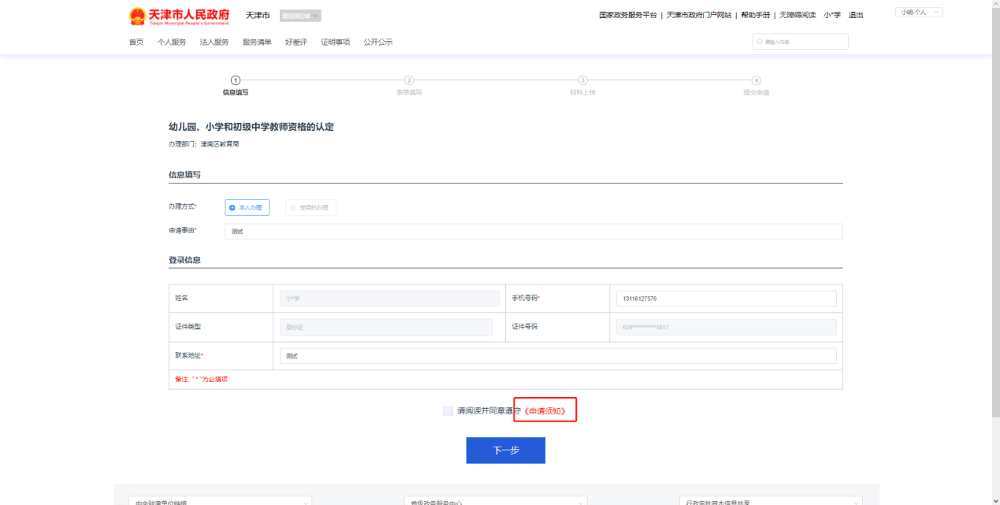 天津市人民政府
Tianjin Municipal People's Government
天津市
请选择区域
国家政务服务平台 | 天津市政府门户网站 | 帮助手册 | 无障碍阅读 小*学 退出
小昭-个人
首页 个人服务 法人服务 服务清单 好差评 证明事项 公开公示
请输入内容
1 2 3 4
信息填写 表单填写 材料上传 提交申请
幼儿园、小学和初级中学教师资格的认定
办理部门：津南区教育局
信息填写
办理方式* 本人办理 受委托办理
申请事由* 测试
登录信息
姓名 小*学 手机号码* 13116127570
证件类型 身份证 证件号码 620***********1817
联系地址* 测试
备注: " * "为必填项
请阅读并同意遵守《申请须知》
下一步
中央驻津单位链接 省级政务服务中心 行政审批基本信息共享